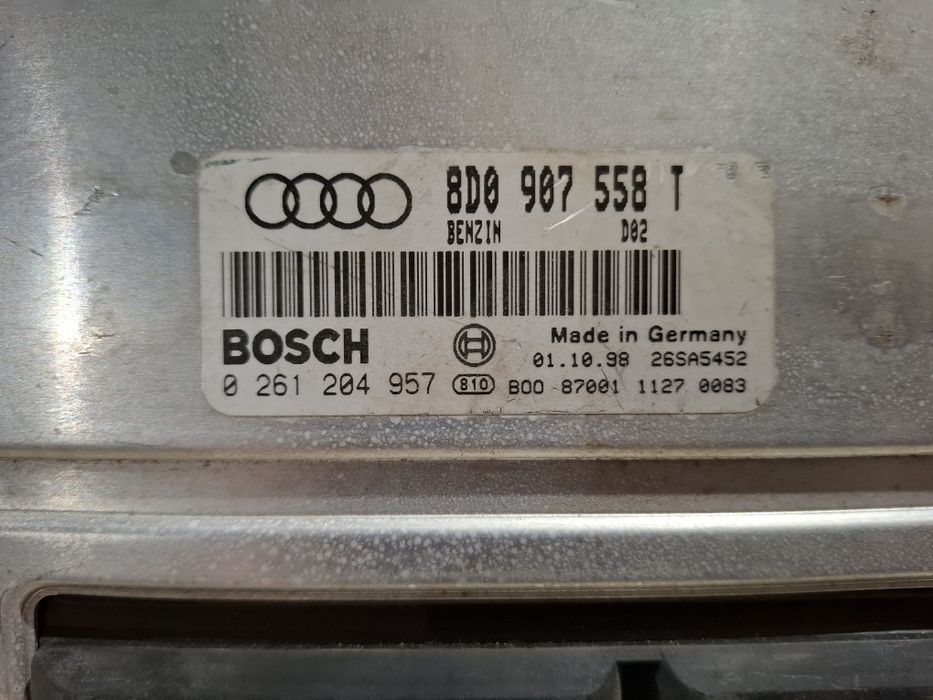 8D0 907 558 T
BENZIN D02
BOSCH
Made in Germany
01.10.98 26SA5452
0 261 204 957 810 B00 87001 1127 0083